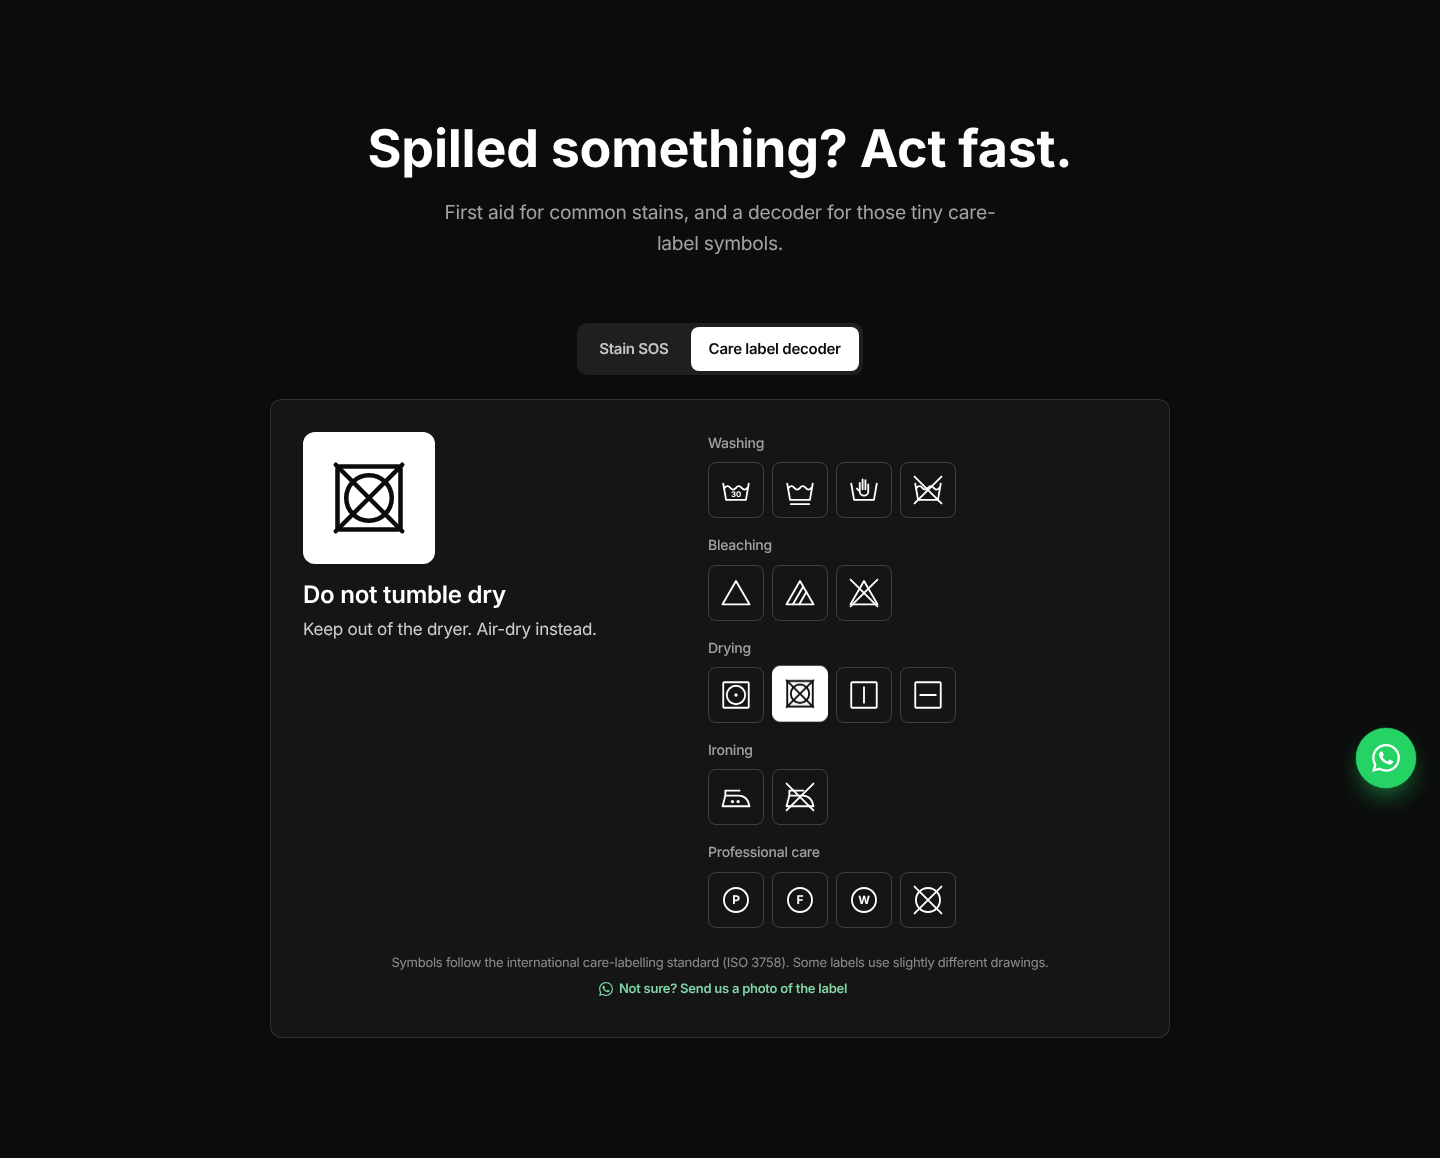 Spilled something? Act fast.
First aid for common stains, and a decoder for those tiny care-
label symbols.
Stain SOS
Care label decoder
Do not tumble dry
Keep out of the dryer. Air-dry instead.
Washing
30
Bleaching
Drying
Ironing
Professional care
P
F
W
Symbols follow the international care-labelling standard (ISO 3758). Some labels use slightly different drawings.
Not sure? Send us a photo of the label